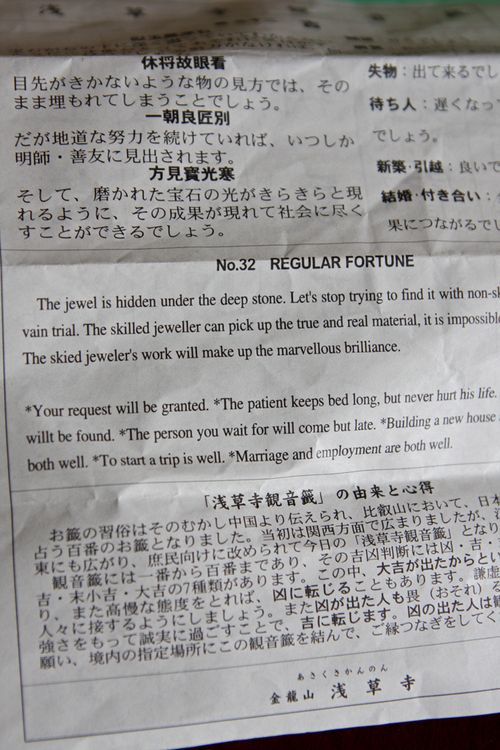 浅 草 寺 観 音 籤
休将故眼看
目先がきかないような物の見方では、その
まま埋もれてしまうことでしょう。
一朝良匠別
だが地道な努力を続けていれば、いつしか
明師・善友に見出されます。
方見寳光寒
そして、磨かれた宝石の光がきらきらと現
れるように、その成果が現れて社会に尽く
すことができるでしょう。
失物：出て来るでし
待ち人：遅くなっ
でしょう。
新築・引越：良いで
結婚・付き合い：
果につながるでし
No.32 REGULAR FORTUNE
The jewel is hidden under the deep stone. Let's stop trying to find it with non-sk
vain trial. The skilled jeweller can pick up the true and real material, it is impossible
The skied jeweler's work will make up the marvellous brilliance.
*Your request will be granted. *The patient keeps bed long, but never hurt his life.
willt be found. *The person you wait for will come but late. *Building a new house
both well. *To start a trip is well. *Marriage and employment are both well.
「浅草寺観音籤」の由来と心得
お籤の習俗はそのむかし中国より伝えられ、比叡山において、日本
占う百番のお籤となりました。当初は関西方面で広まりましたが、
東にも広がり、庶民向けに改められて今日の「浅草寺観音籤」となり
観音籤には一番から百番まであり、その吉凶判断には凶・吉・
吉・末小吉・大吉の7種類があります。この中、大吉が出たからと
り、また高慢な態度をとれば、凶に転じることもあります。謙虚
人々に接するようにしましょう。また凶が出た人も畏（おそ）れる
強さをもって誠実に過ごすことで、吉に転じます。凶の出た人は
願い、境内の指定場所にこの観音籤を結んで、ご縁つなぎをしてく
あさくさかんのん
金龍山 浅草寺